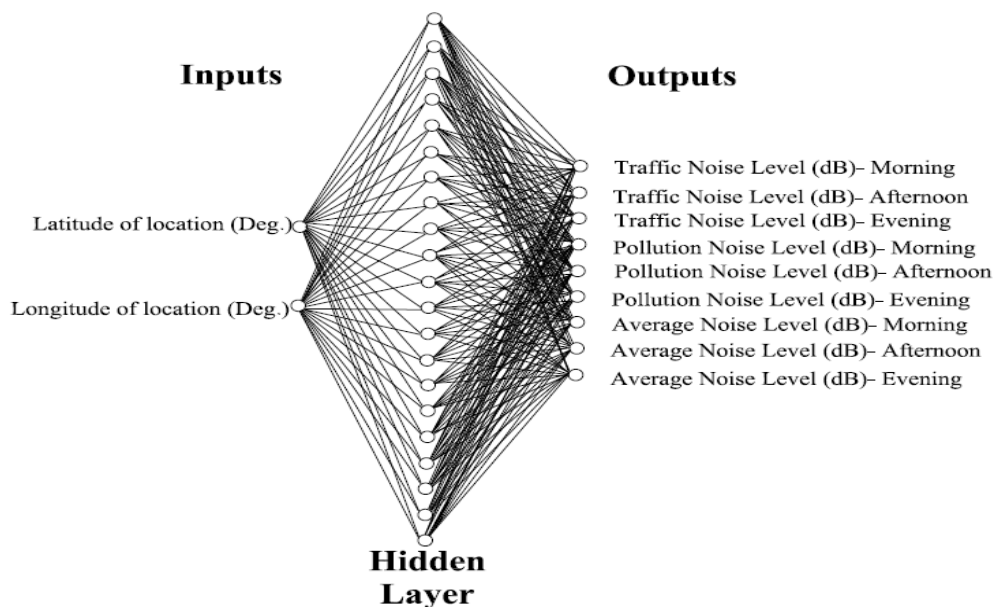 Inputs
Outputs
Latitude of location (Deg.)
Longitude of location (Deg.)
Traffic Noise Level (dB)- Morning
Traffic Noise Level (dB)- Afternoon
Traffic Noise Level (dB)- Evening
Pollution Noise Level (dB)- Morning
Pollution Noise Level (dB)- Afternoon
Pollution Noise Level (dB)- Evening
Average Noise Level (dB)- Morning
Average Noise Level (dB)- Afternoon
Average Noise Level (dB)- Evening
Hidden
Layer